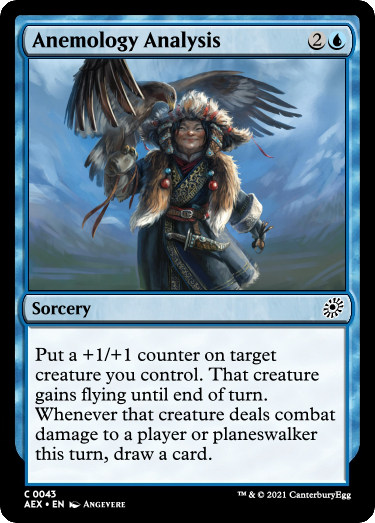 Anemology Analysis 2
Sorcery
Put a +1/+1 counter on target
creature you control. That creature
gains flying until end of turn.
Whenever that creature deals combat
damage to a player or planeswalker
this turn, draw a card.
C 0043
AEX • EN ANGEVERE
™ & © 2021 CanterburyEgg